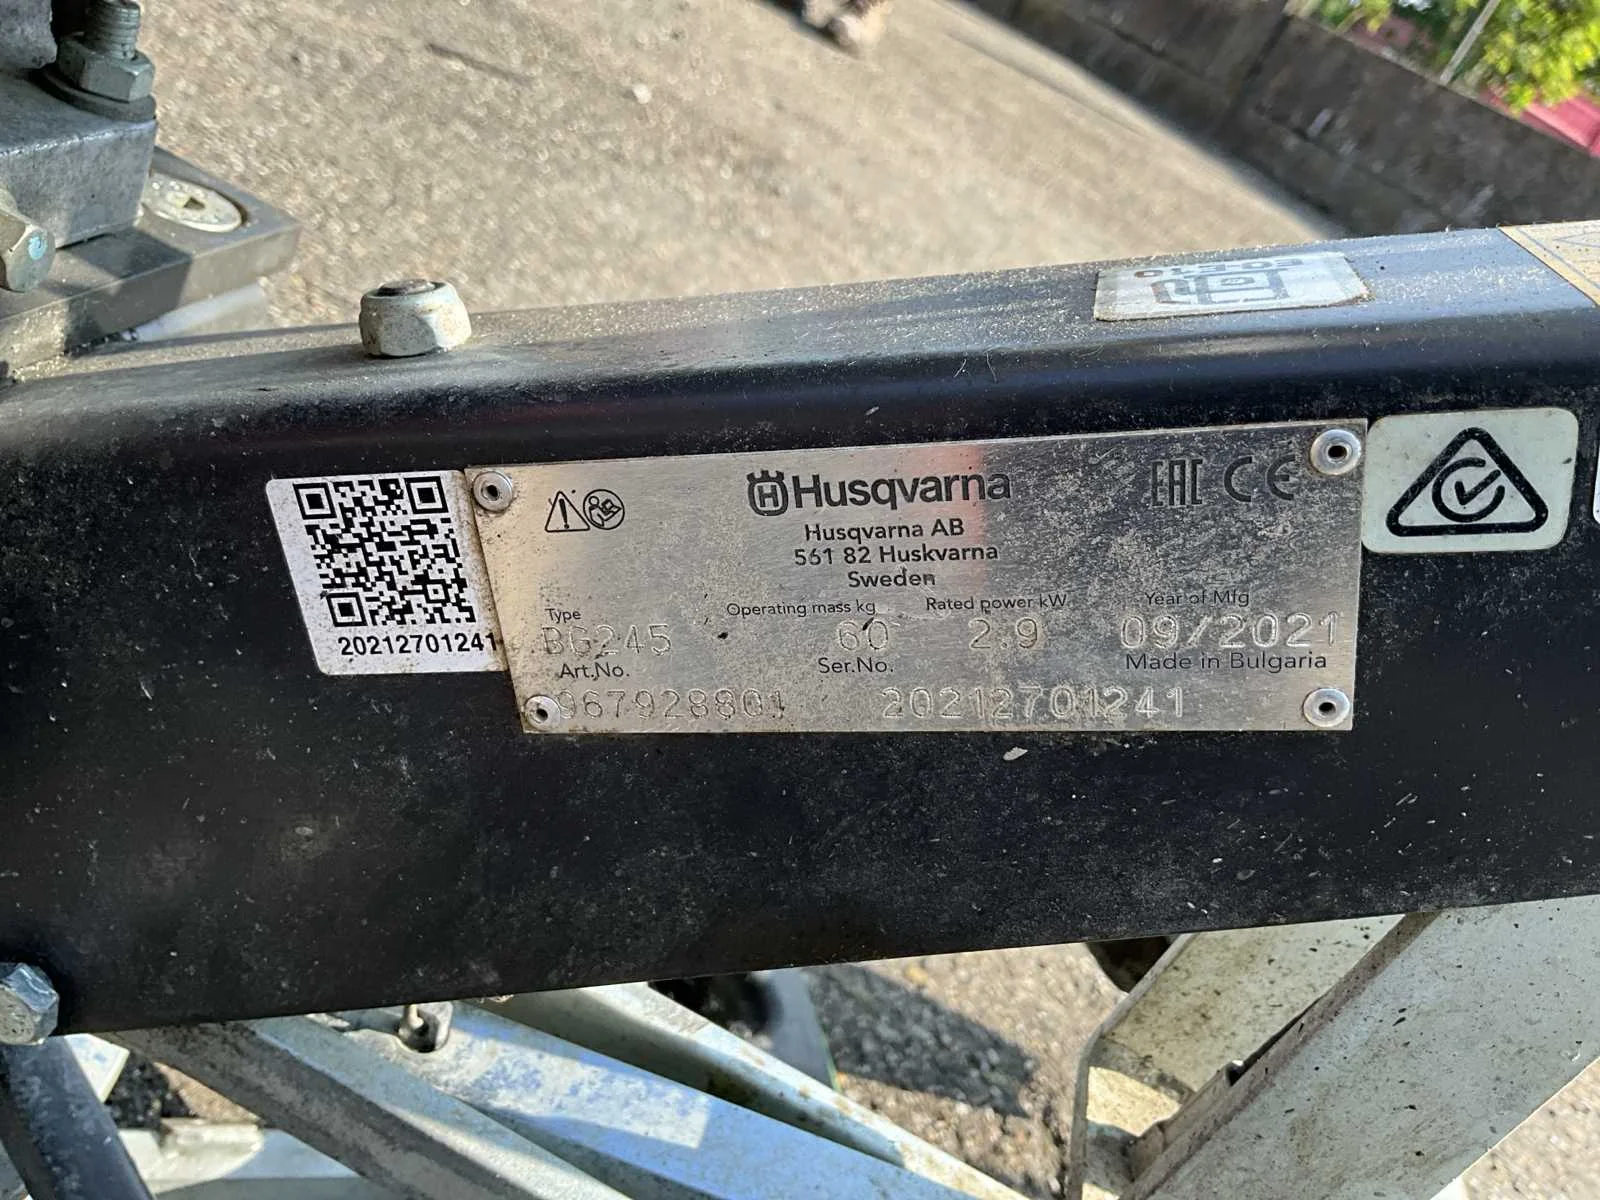 Husqvarna
EAC CE
Husqvarna AB
561 82 Huskvarna
Sweden
Type
Operating mass kg
Rated power kW
Year of Mfg
BG245
60
2.9
09/2021
Art.No.
Ser.No.
Made in Bulgaria
967928801
20212701241
20212701241